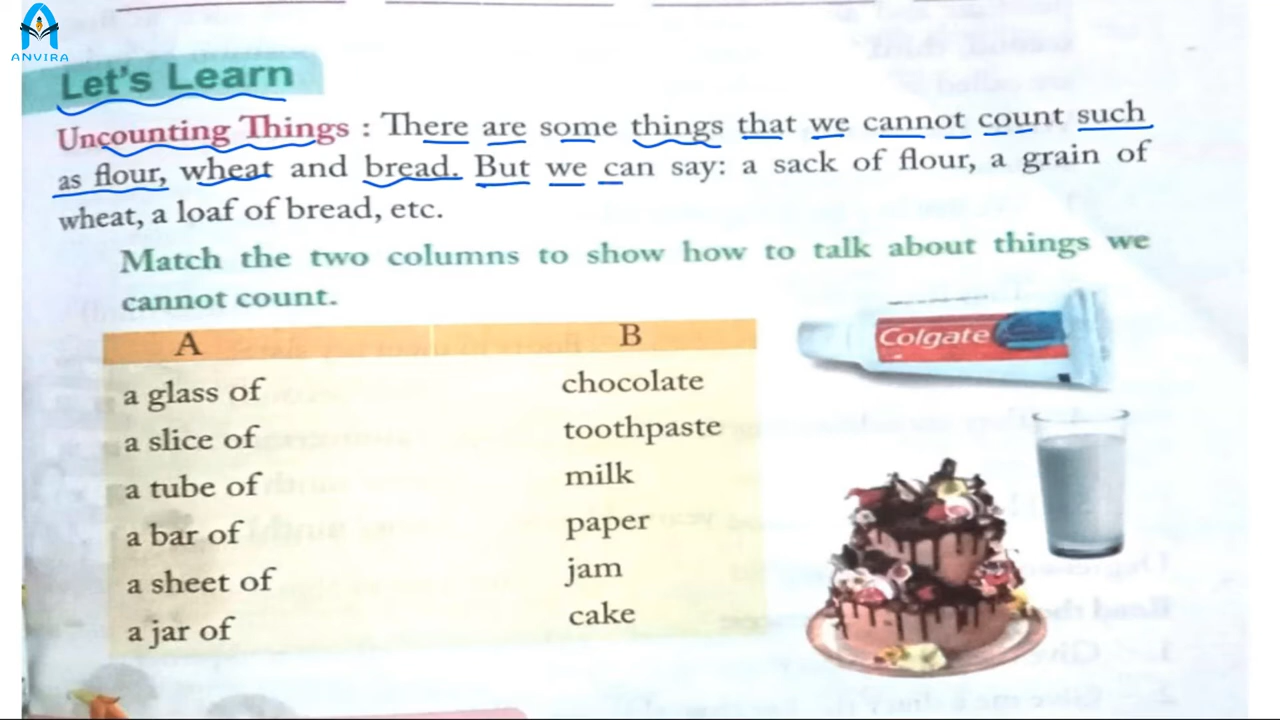 ANVIRA
Let's Learn
Uncounting Things : There are some things that we cannot count such
as flour, wheat and bread. But we can say: a sack of flour, a grain of
wheat, a loaf of bread, etc.
Match the two columns to show how to talk about things we
cannot count.
A B
a glass of chocolate
a slice of toothpaste
a tube of milk
a bar of paper
a sheet of jam
a jar of cake
Colgate